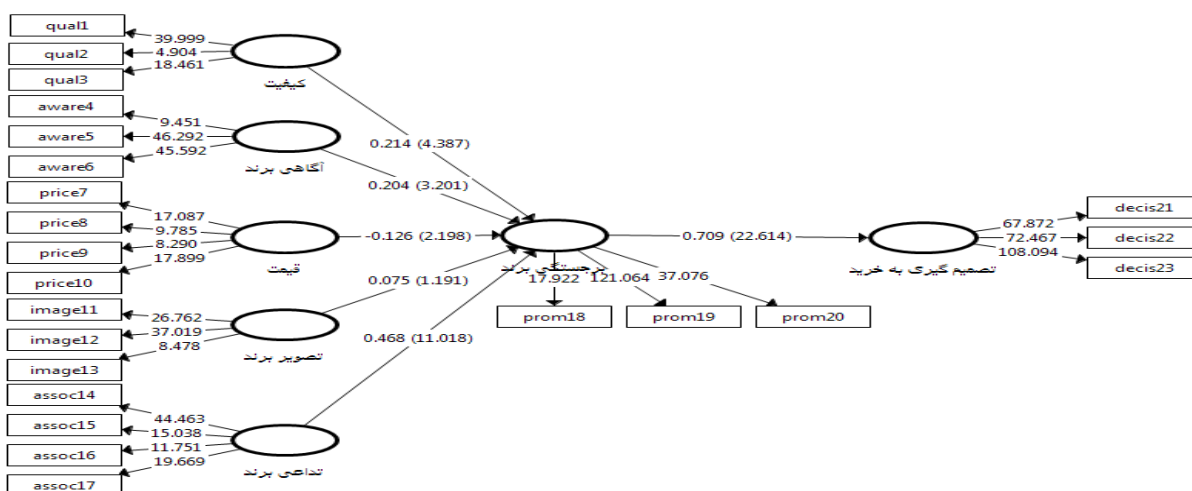 qual1
39.999
qual2
4.904
qual3
18.461
کیفیت
aware4
9.451
aware5
46.292
aware6
45.592
آگاهی برند
price7
17.087
price8
9.785
price9
8.290
price10
17.899
قیمت
image11
26.762
image12
37.019
image13
8.478
تصویر برند
assoc14
44.463
assoc15
15.038
assoc16
11.751
assoc17
19.669
تداعی برند
0.214 (4.387)
0.204 (3.201)
-0.126 (2.198)
0.075 (1.191)
0.468 (11.018)
برجستگی برند
17.922
121.064
37.076
prom18
prom19
prom20
0.709 (22.614)
تصمیم گیری به خرید
67.872
decis21
72.467
decis22
108.094
decis23